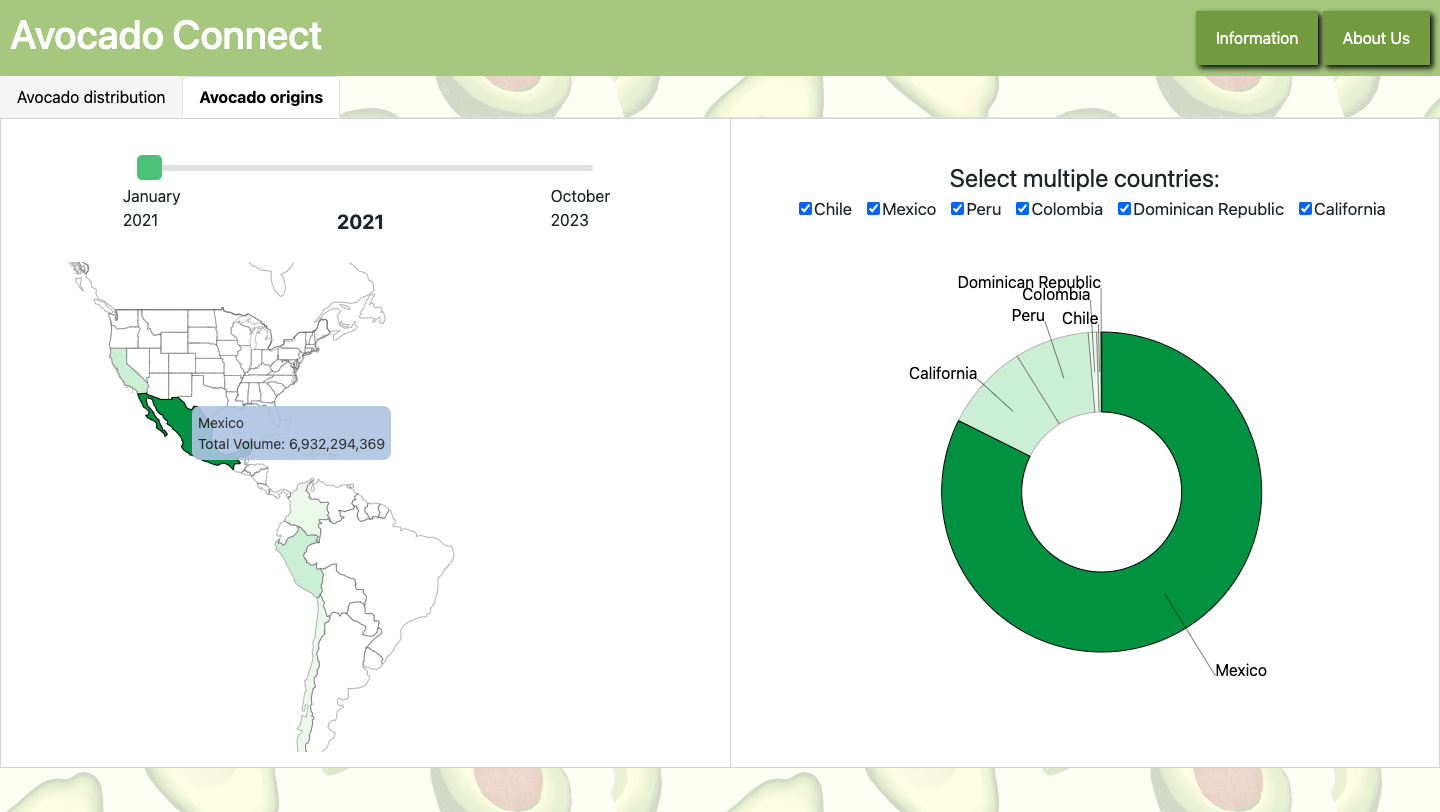 Avocado Connect
Information
About Us
Avocado distribution
Avocado origins
January
2021
2021
October
2023
Mexico
Total Volume: 6,932,294,369
Select multiple countries:
Chile Mexico Peru Colombia Dominican Republic California
Dominican Republic
Colombia
Peru
Chile
California
Mexico